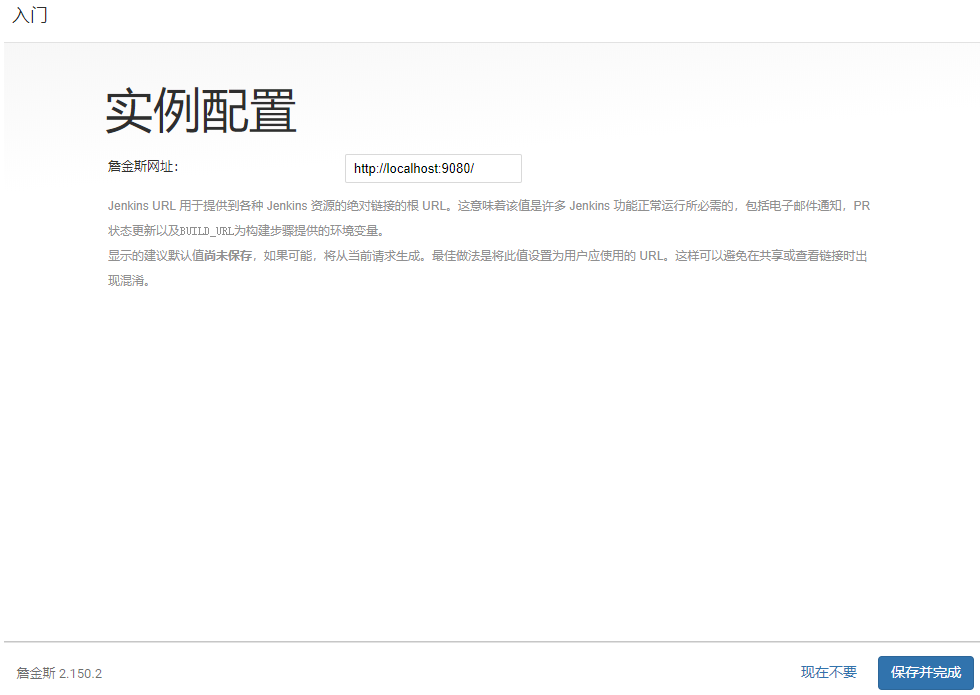 入门
实例配置
詹金斯网址：
http://localhost:9080/
Jenkins URL 用于提供到各种 Jenkins 资源的绝对链接的根 URL。这意味着该值是许多 Jenkins 功能正常运行所必需的，包括电子邮件通知，PR
状态更新以及BUILD_URL为构建步骤提供的环境变量。
显示的建议默认值尚未保存，如果可能，将从当前请求生成。最佳做法是将此值设置为用户应使用的 URL。这样可以避免在共享或查看链接时出
现混淆。
詹金斯 2.150.2
现在不要
保存并完成